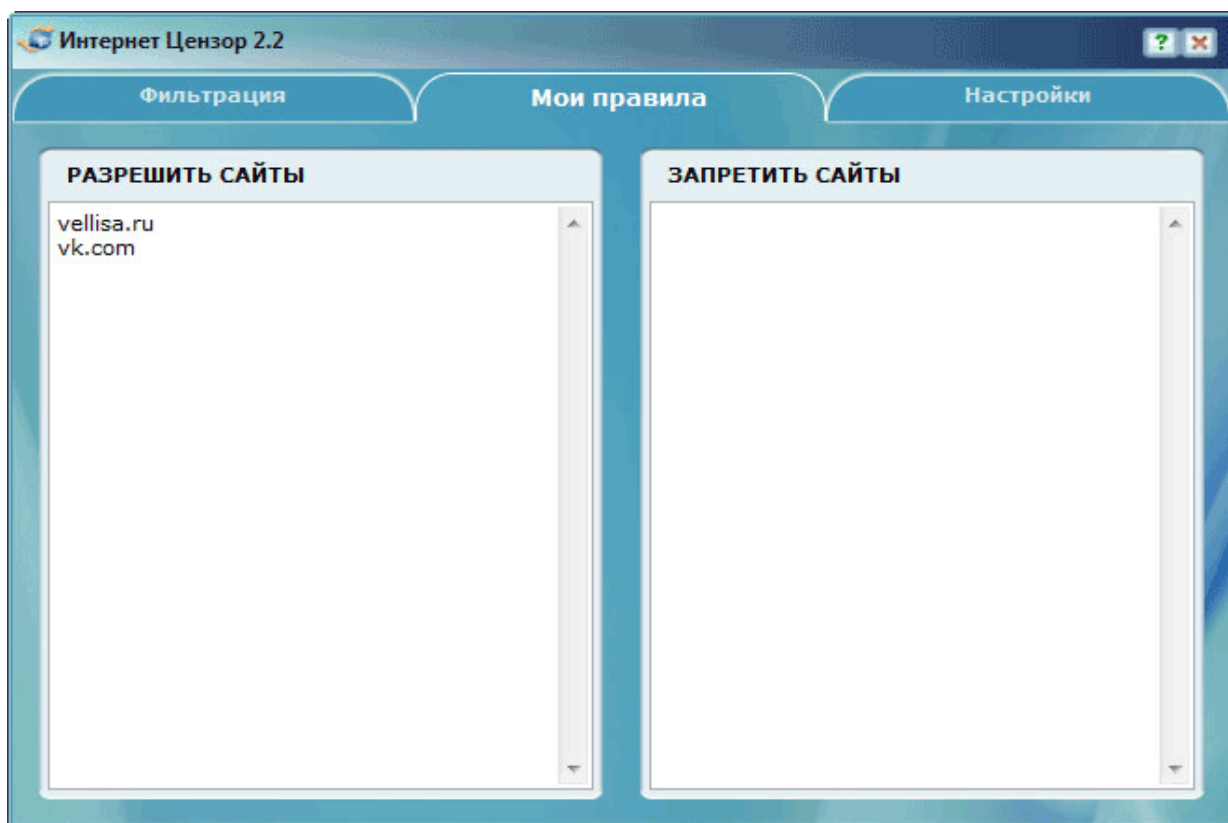 Интернет Цензор 2.2
?
Фильтрация
Мои правила
Настройки
РАЗРЕШИТЬ САЙТЫ
vellisa.ru
vk.com
ЗАПРЕТИТЬ САЙТЫ